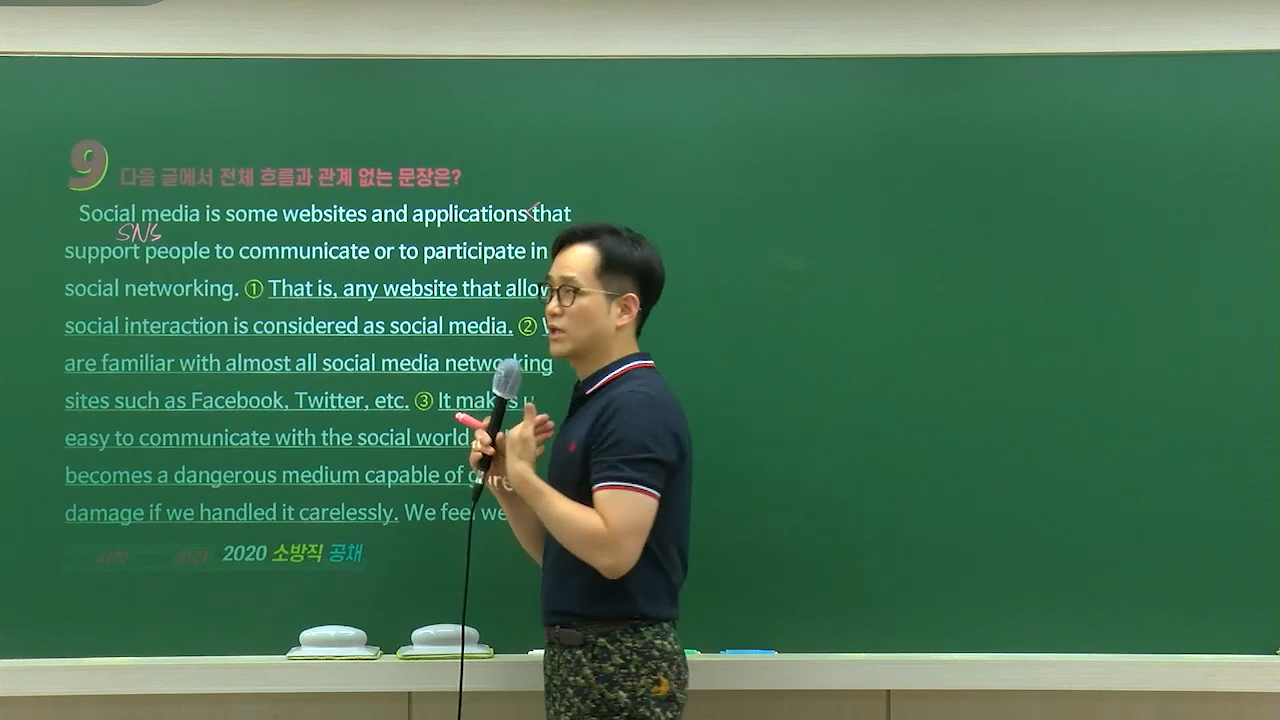 9 다음 글에서 전체 흐름과 관계 없는 문장은?
Social media is some websites and applications that
SNS
support people to communicate or to participate in
social networking. ① That is, any website that allow
social interaction is considered as social media. ②
are familiar with almost all social media networking
sites such as Facebook, Twitter, etc. ③ It makes
easy to communicate with the social world
becomes a dangerous medium capable of
damage if we handled it carelessly. We feel we
2020 소방직 공채